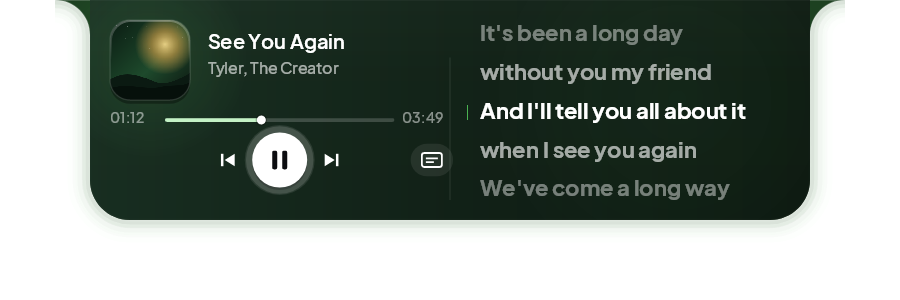 See You Again
Tyler, The Creator
01:12
03:49
It's been a long day
without you my friend
And I'll tell you all about it
when I see you again
We've come a long way